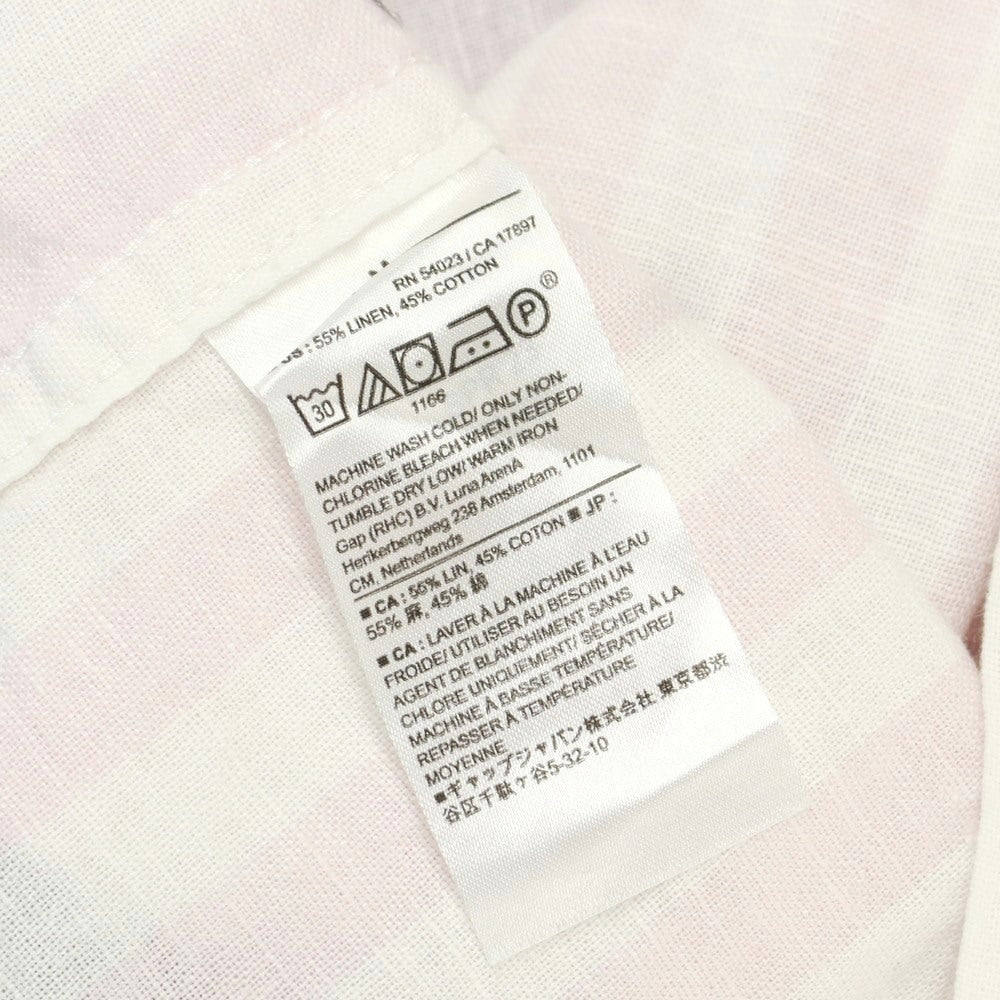 RN 54023 / CA 17897
: 55% LINEN, 45% COTTON
30 P ®
1166
MACHINE WASH COLD/ ONLY NON-
CHLORINE BLEACH WHEN NEEDED/
TUMBLE DRY LOW/ WARM IRON
Gap (RHC) B.V. Luna ArenA
Herikerbergweg 238 Amsterdam, 1101
CM, Netherlands
■ CA : 55% LIN, 45% COTON ■ JP :
55% 麻, 45% 綿
■ CA : LAVER À LA MACHINE À L'EAU
FROIDE/ UTILISER AU BESOIN UN
AGENT DE BLANCHIMENT SANS
CHLORE UNIQUEMENT/ SÉCHER À LA
MACHINE À BASSE TEMPÉRATURE/
REPASSER À TEMPÉRATURE
MOYENNE
■ギャップジャパン株式会社 東京都渋
谷区千駄ヶ谷5-32-10